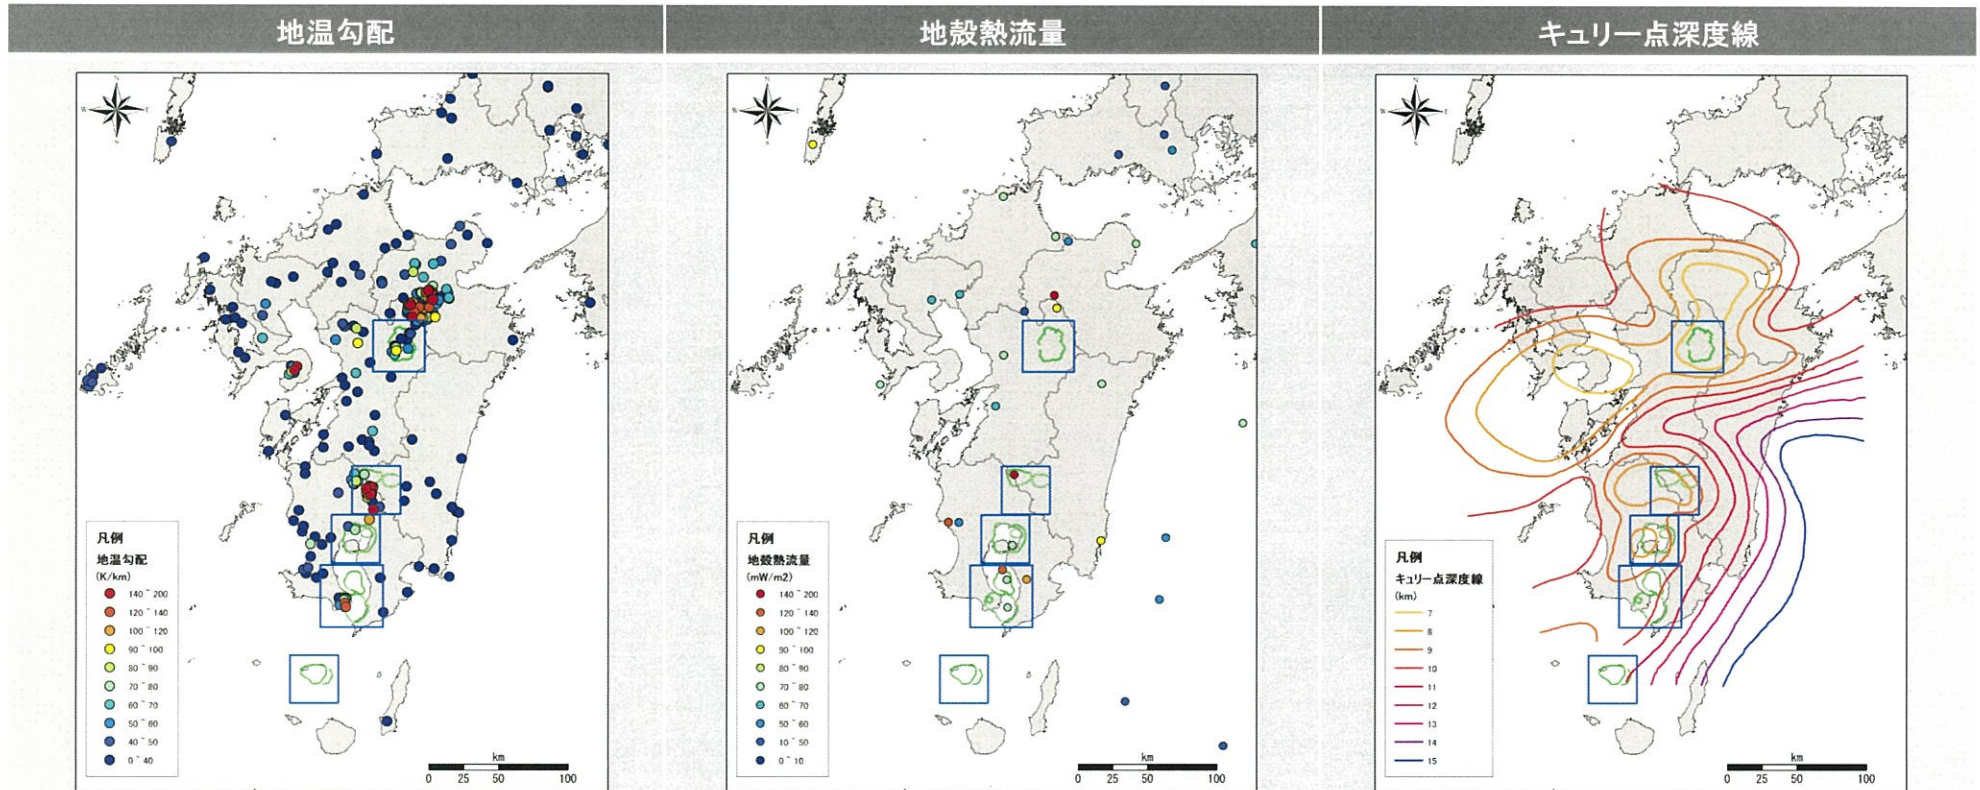 地温勾配
地殻熱流量
キュリー点深度線
N
W
E
凡例
地温勾配
(K/km)
140 ~ 200
120 ~ 140
100 ~ 120
90 ~ 100
80 ~ 90
70 ~ 80
60 ~ 70
50 ~ 60
40 ~ 50
0 ~ 40
km
0 25 50 100
N
W
E
凡例
地殻熱流量
(mW/m2)
140 ~ 200
120 ~ 140
100 ~ 120
90 ~ 100
80 ~ 90
70 ~ 80
60 ~ 70
50 ~ 60
10 ~ 50
0 ~ 10
km
0 25 50 100
N
W
E
凡例
キュリー点深度線
(km)
7
8
9
10
11
12
13
14
15
km
0 25 50 100